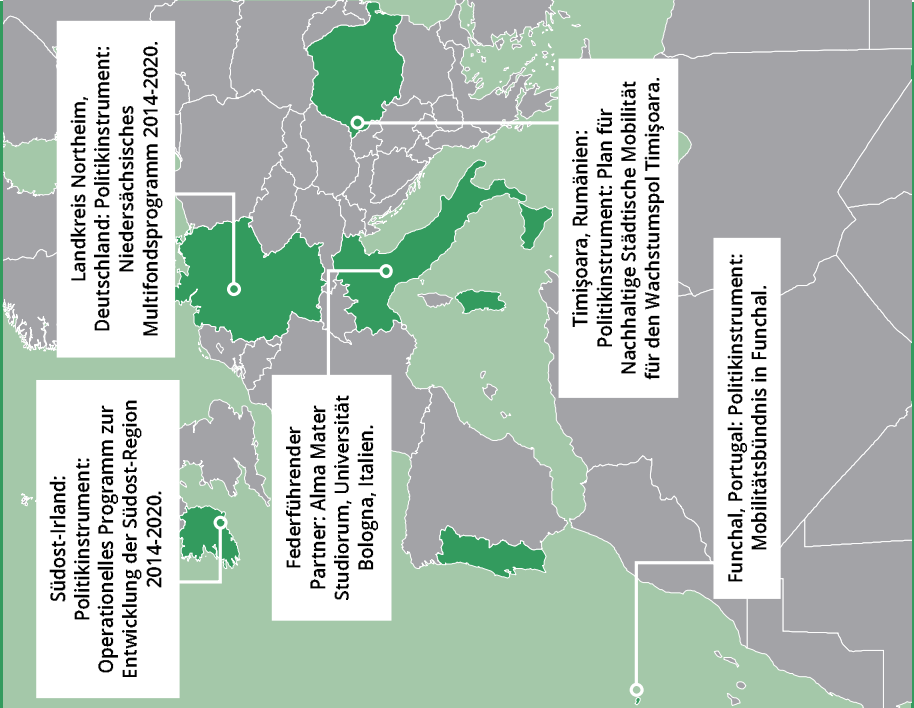 Südost-Irland:
Politikinstrument:
Operationelles Programm zur
Entwicklung der Südost-Region
2014-2020.
Landkreis Northeim,
Deutschland: Politikinstrument:
Niedersächsisches
Multifondsprogramm 2014-2020.
Federführender
Partner: Alma Mater
Studiorum, Universität
Bologna, Italien.
Timişoara, Rumänien:
Politikinstrument: Plan für
Nachhaltige Städtische Mobilität
für den Wachstumspol Timişoara.
Funchal, Portugal: Politikinstrument:
Mobilitätsbündnis in Funchal.